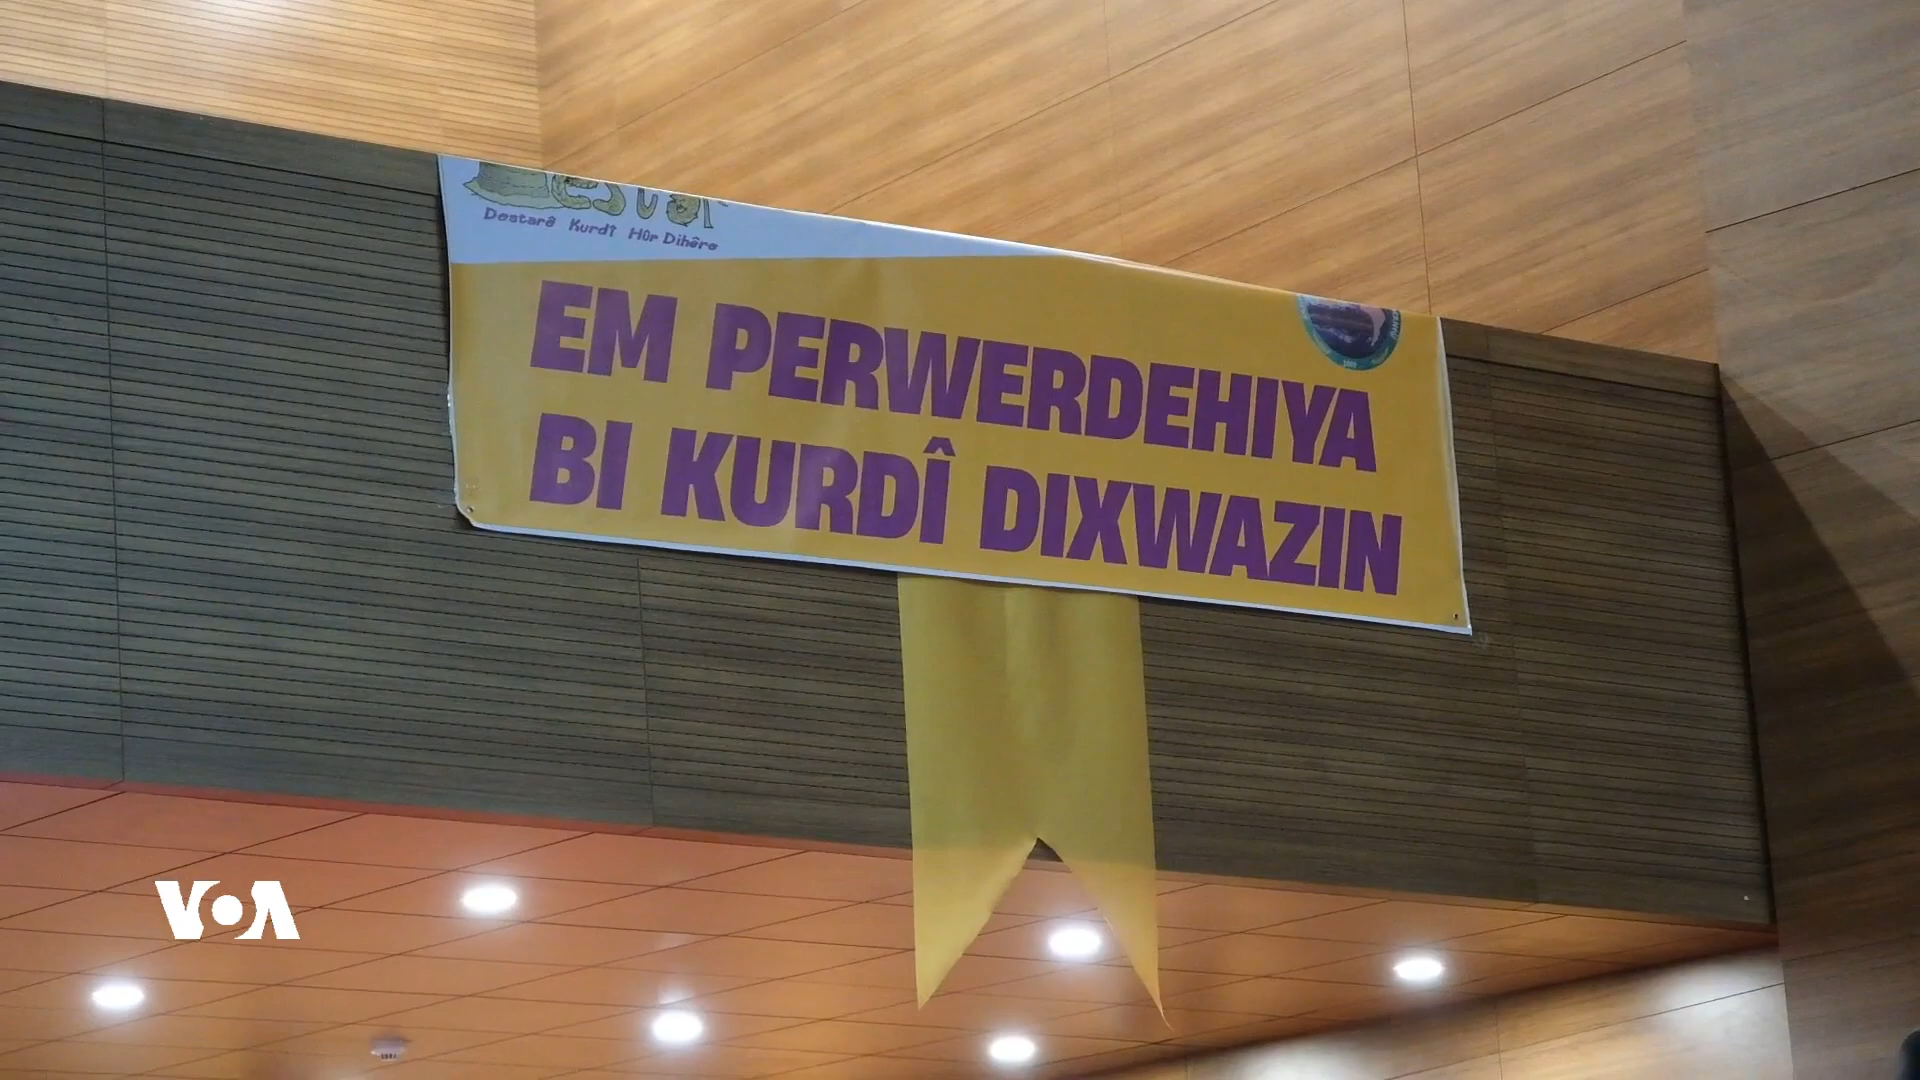 Destarê Kurdî Hûr Dihêre
EM PERWERDEHIYA
BI KURDÎ DIXWAZIN
VOA